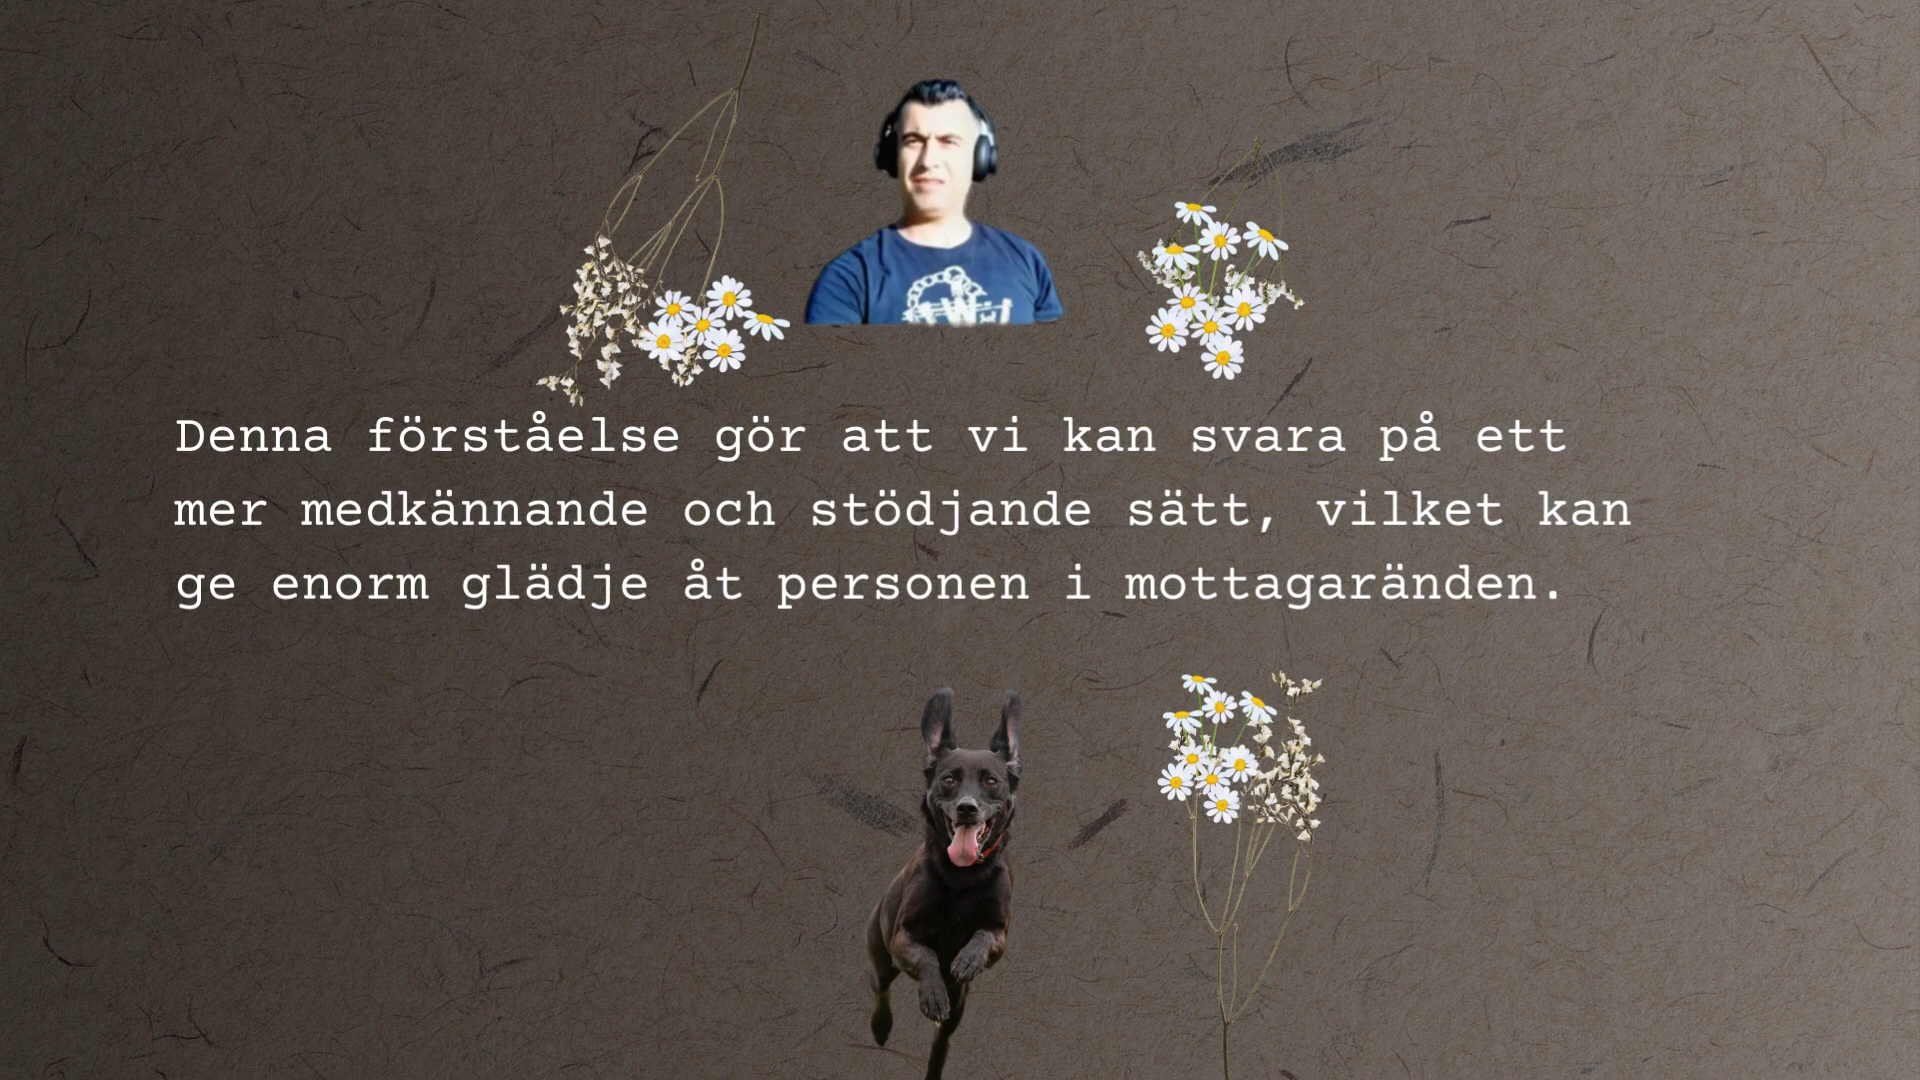 Denna förståelse gör att vi kan svara på ett
mer medkännande och stödjande sätt, vilket kan
ge enorm glädje åt personen i mottagaränden.